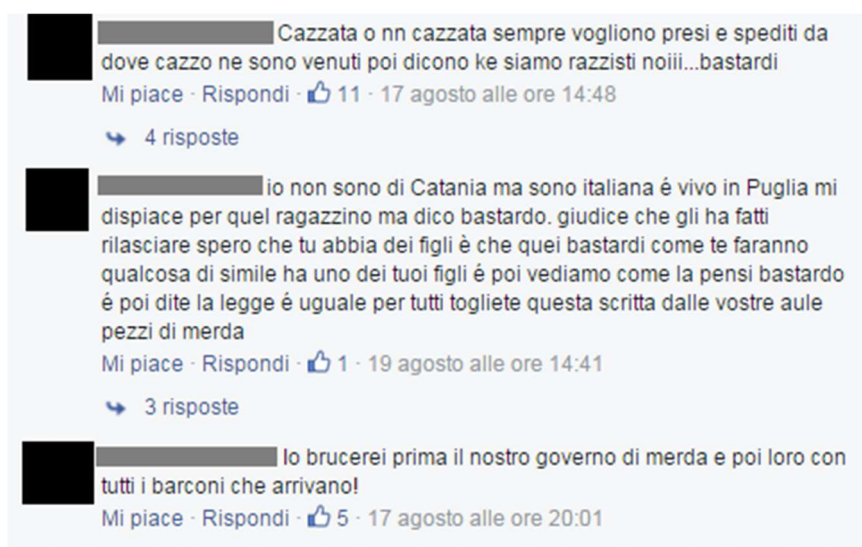 Cazzata o nn cazzata sempre vogliono presi e spediti da
dove cazzo ne sono venuti poi dicono ke siamo razzisti noiii...bastardi
Mi piace · Rispondi · 11 · 17 agosto alle ore 14:48
4 risposte
io non sono di Catania ma sono italiana é vivo in Puglia mi
dispiace per quel ragazzino ma dico bastardo. giudice che gli ha fatti
rilasciare spero che tu abbia dei figli è che quei bastardi come te faranno
qualcosa di simile ha uno dei tuoi figli é poi vediamo come la pensi bastardo
é poi dite la legge é uguale per tutti togliete questa scritta dalle vostre aule
pezzi di merda
Mi piace · Rispondi · 1 · 19 agosto alle ore 14:41
3 risposte
Io brucerei prima il nostro governo di merda e poi loro con
tutti i barconi che arrivano!
Mi piace · Rispondi · 5 · 17 agosto alle ore 20:01